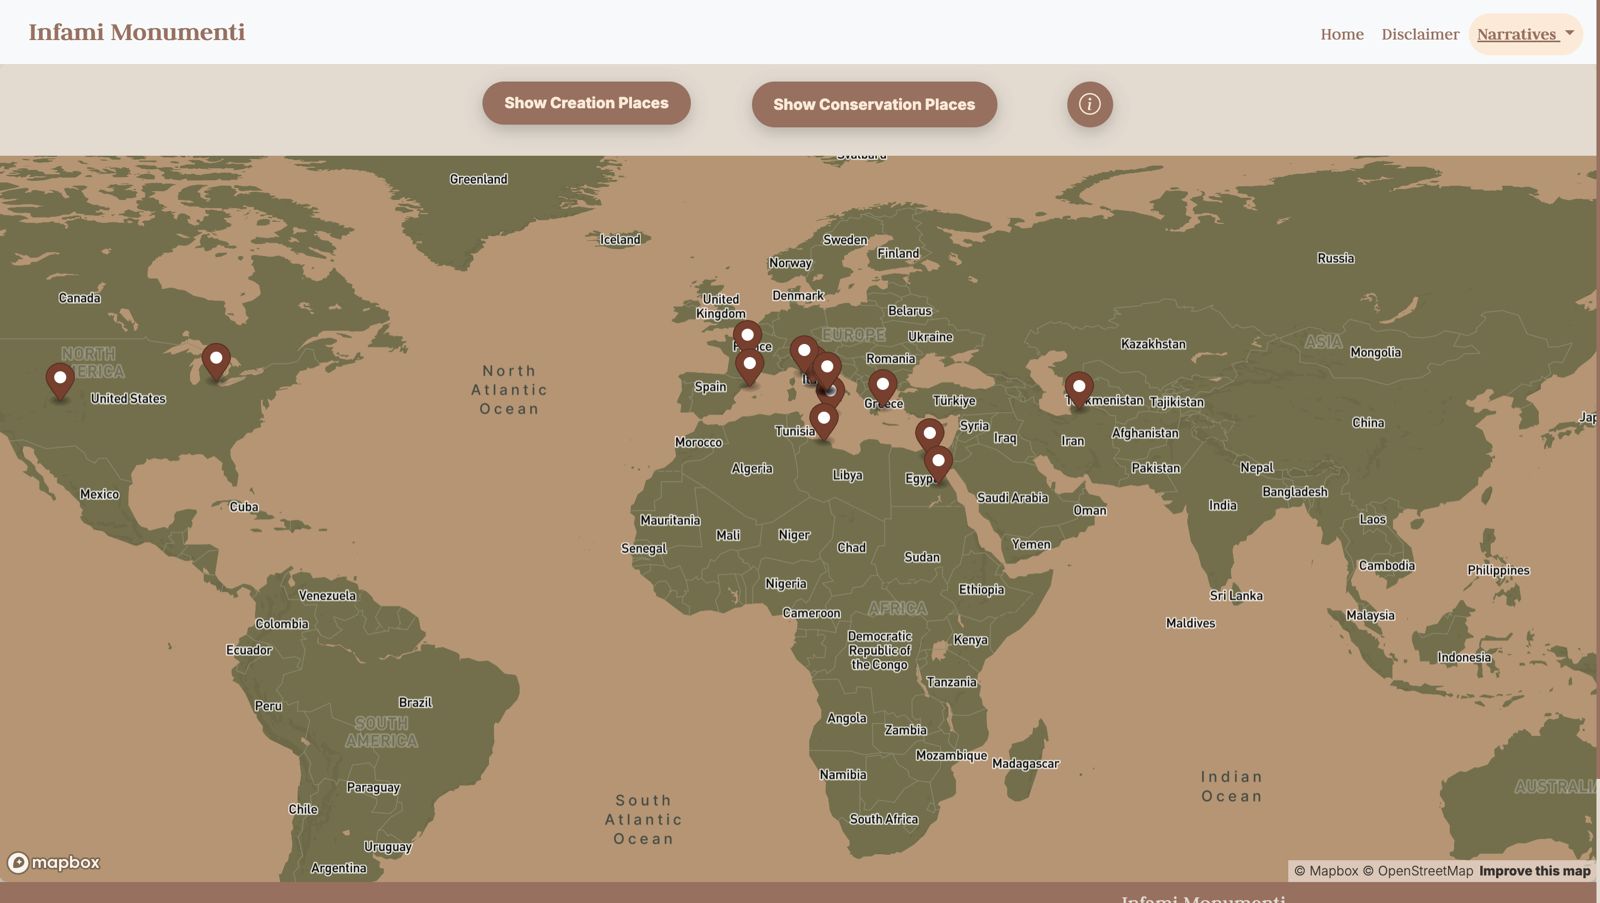 Infami Monumenti
Home
Disclaimer
Narratives
Show Creation Places
Show Conservation Places
i
Svalbard
Greenland
Iceland
Sweden
Finland
Norway
Russia
Canada
United
Kingdom
Denmark
Belarus
Ukraine
EUROPE
Romania
Kazakhstan
ASIA
Mongolia
NORTH
United States
North
Atlantic
Ocean
Spain
Greece
Türkiye
Tajikistan
China
Syria
Iraq
Iran
Afghanistan
Tunisia
Morocco
Algeria
Libya
Pakistan
Nepal
Bangladesh
Mexico
Cuba
Saudi Arabia
Oman
India
Laos
Mauritania
Mali
Niger
Chad
Senegal
Yemen
Sudan
Cambodia
Philippines
Nigeria
Ethiopia
Venezuela
Sri Lanka
Colombia
Cameroon
AFRICA
Malaysia
Maldives
Ecuador
Democratic
Republic of
the Congo
Kenya
Indonesia
Tanzania
Peru
Brazil
Angola
Zambia
SOUTH
AMERICA
Mozambique
Madagascar
Namibia
Indian
Ocean
Paraguay
AUSTRALIA
Chile
South
Atlantic
Ocean
South Africa
Uruguay
Argentina
mapbox
© Mapbox © OpenStreetMap Improve this map
Infami Monumenti